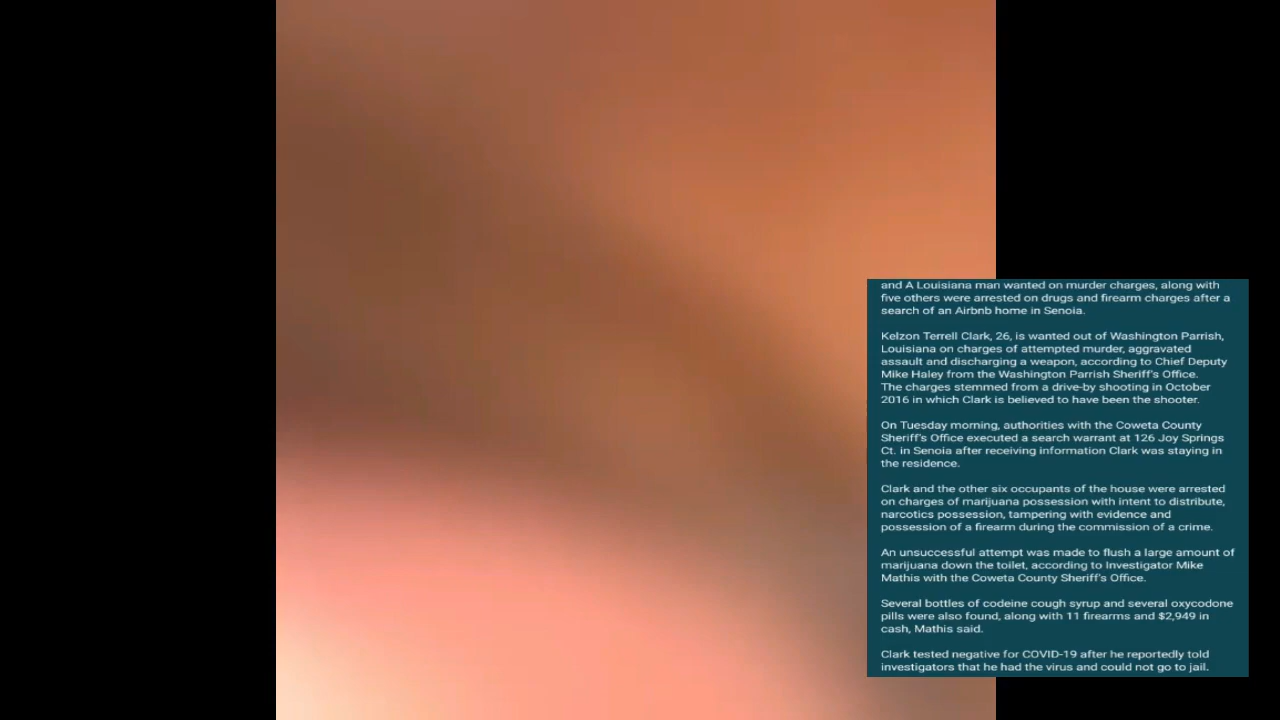 and A Louisiana man wanted on murder charges, along with
five others were arrested on drugs and firearm charges after a
search of an Airbnb home in Senoia.
Kelzon Terrell Clark, 26, is wanted out of Washington Parrish,
Louisiana on charges of attempted murder, aggravated
assault and discharging a weapon, according to Chief Deputy
Mike Haley from the Washington Parrish Sheriff's Office.
The charges stemmed from a drive-by shooting in October
2016 in which Clark is believed to have been the shooter.
On Tuesday morning, authorities with the Coweta County
Sheriff's Office executed a search warrant at 126 Joy Springs
Ct. in Senoia after receiving information Clark was staying in
the residence.
Clark and the other six occupants of the house were arrested
on charges of marijuana possession with intent to distribute,
narcotics possession, tampering with evidence and
possession of a firearm during the commission of a crime.
An unsuccessful attempt was made to flush a large amount of
marijuana down the toilet, according to Investigator Mike
Mathis with the Coweta County Sheriff's Office.
Several bottles of codeine cough syrup and several oxycodone
pills were also found, along with 11 firearms and $2,949 in
cash, Mathis said.
Clark tested negative for COVID-19 after he reportedly told
investigators that he had the virus and could not go to jail.